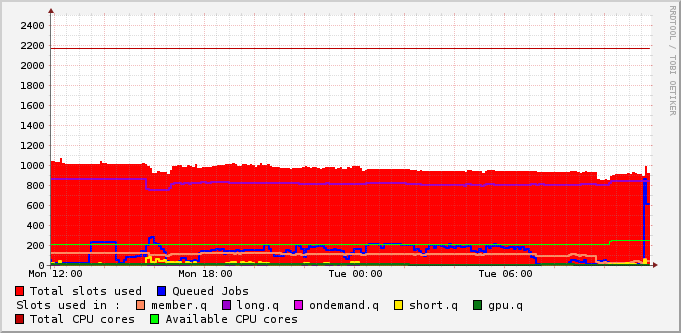 RRDTOOL / TOBI OETIKER
2400
2200
2000
1800
1600
1400
1200
1000
800
600
400
200
0
Mon 12:00 Mon 18:00 Tue 00:00 Tue 06:00
Total slots used Queued Jobs
Slots used in : member.q long.q ondemand.q short.q gpu.q
Total CPU cores Available CPU cores